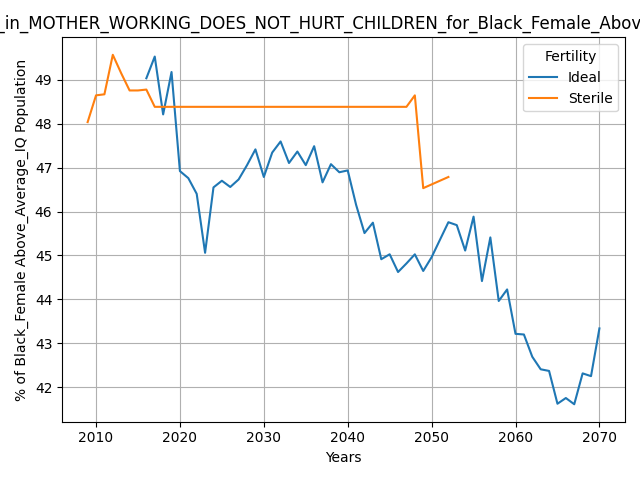 _in_MOTHER_WORKING_DOES_NOT_HURT_CHILDREN_for_Black_Female_Abov
% of Black_Female Above_Average_IQ Population
49
48
47
46
45
44
43
42
Fertility
Ideal
Sterile
2010 2020 2030 2040 2050 2060 2070
Years